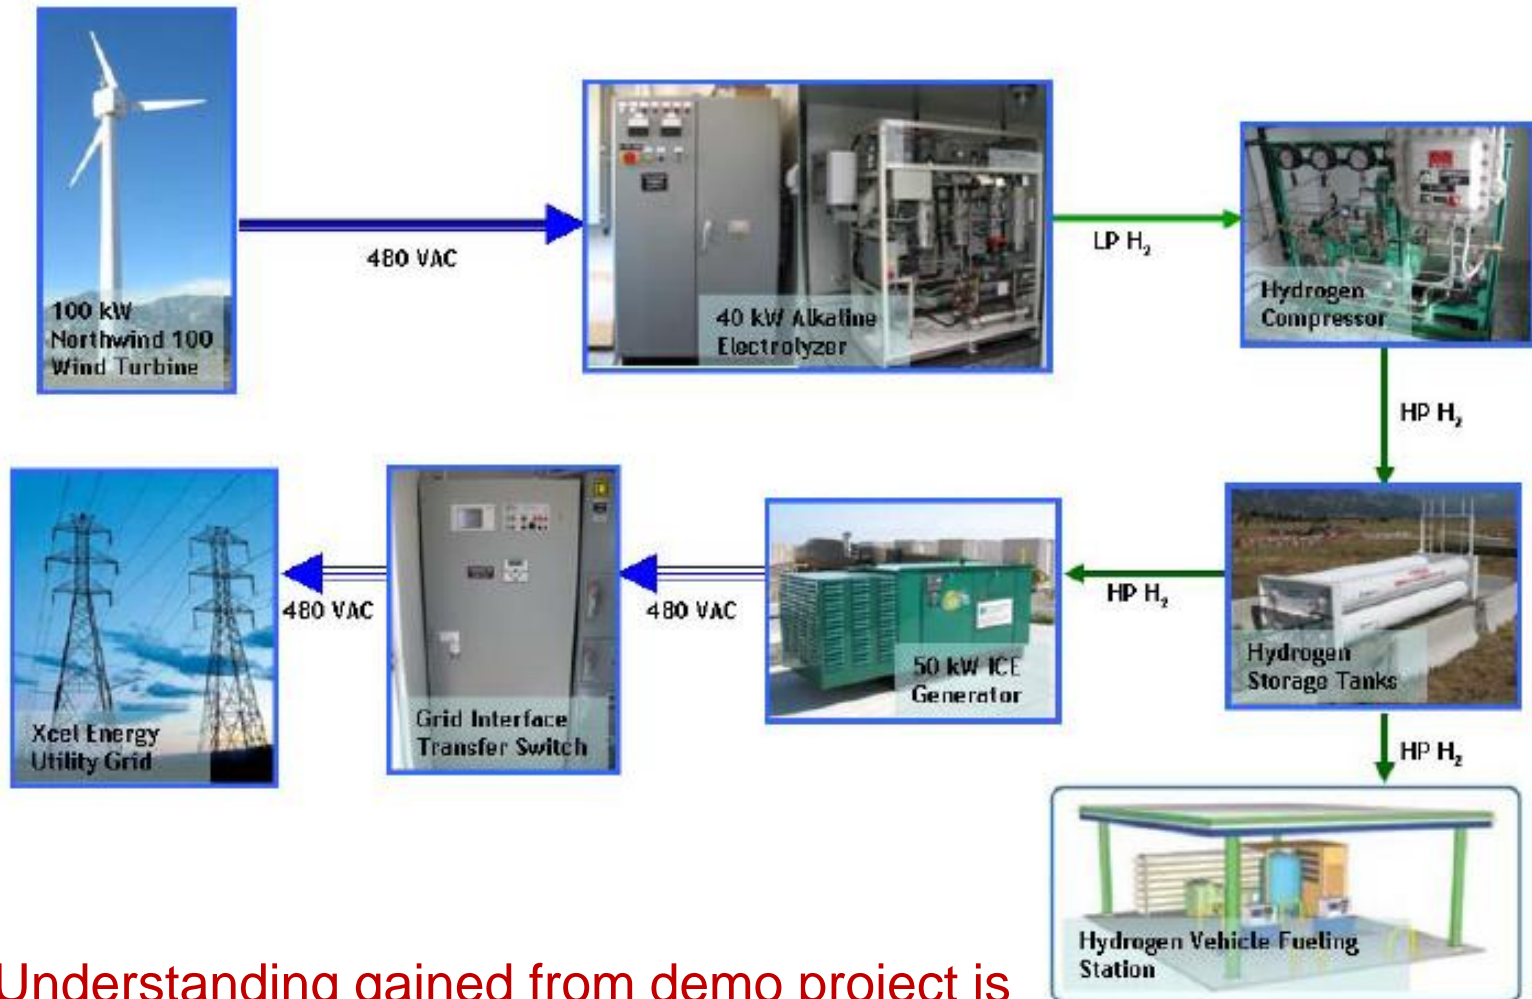 100 kW
Northwind 100
Wind Turbine
480 VAC
40 kW Alkaline
Electrolyzer
LP H₂
Hydrogen
Compressor
HP H₂
Xcel Energy
Utility Grid
480 VAC
Grid Interface
Transfer Switch
480 VAC
50 kW ICE
Generator
HP H₂
Hydrogen
Storage Tanks
HP H₂
Hydrogen Vehicle Fueling
Station
Understanding gained from demo project is